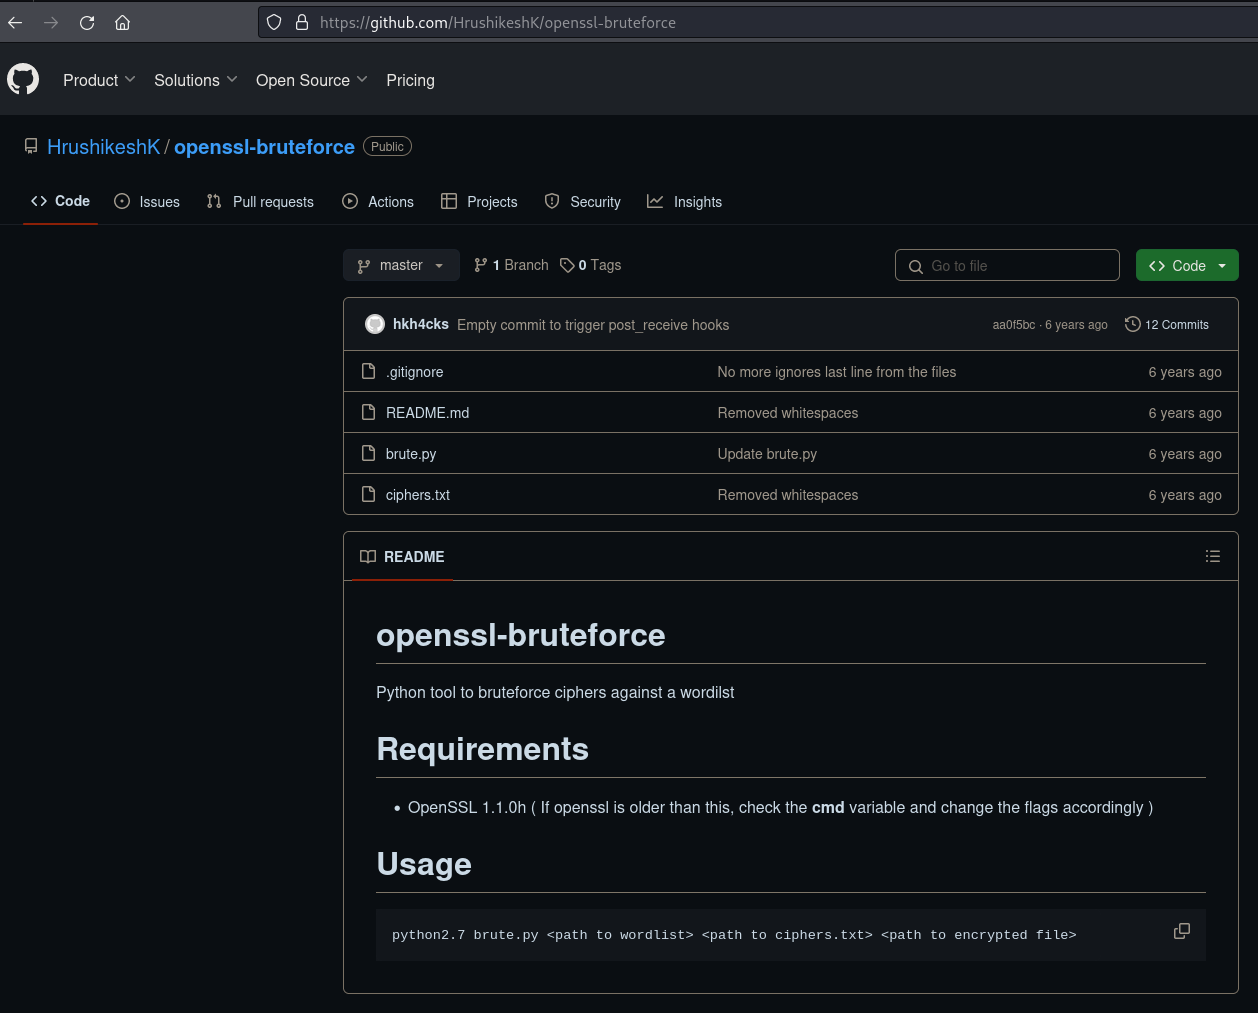 https://github.com/HrushikeshK/openssl-bruteforce
Product Solutions Open Source Pricing
HrushikeshK / openssl-bruteforce Public
Code Issues Pull requests Actions Projects Security Insights
master 1 Branch 0 Tags Go to file Code
hkh4cks Empty commit to trigger post_receive hooks aa0f5bc · 6 years ago 12 Commits
.gitignore No more ignores last line from the files 6 years ago
README.md Removed whitespaces 6 years ago
brute.py Update brute.py 6 years ago
ciphers.txt Removed whitespaces 6 years ago
README
openssl-bruteforce
Python tool to bruteforce ciphers against a wordilst
Requirements
• OpenSSL 1.1.0h ( If openssl is older than this, check the cmd variable and change the flags accordingly )
Usage
python2.7 brute.py <path to wordlist> <path to ciphers.txt> <path to encrypted file>